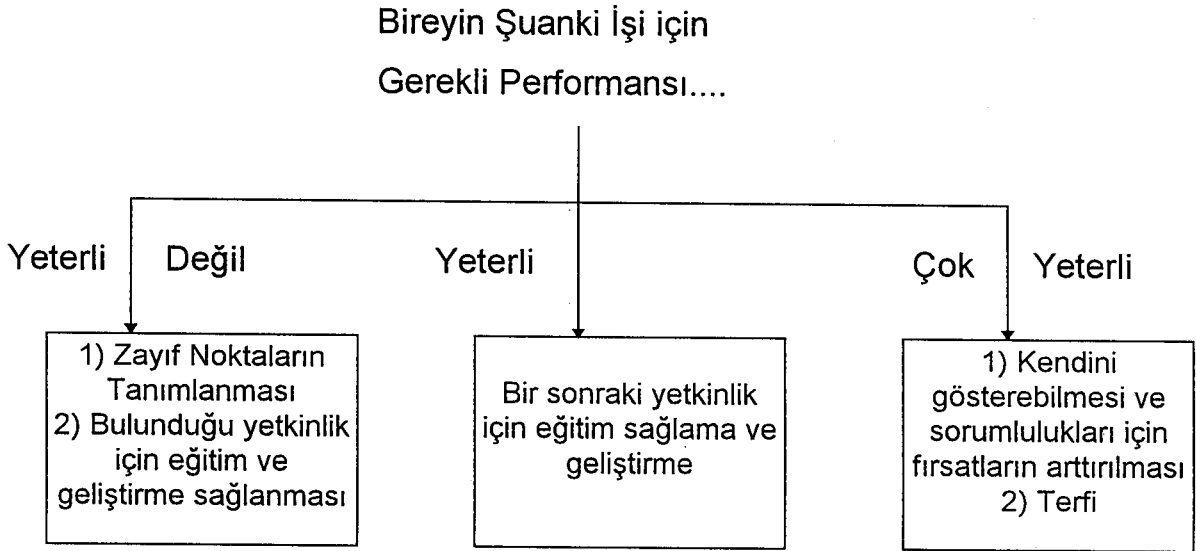 Bireyin Şuanki İşi için
Gerekli Performansı....
Yeterli Değil
Yeterli
Çok Yeterli
1) Zayıf Noktaların
Tanımlanması
2) Bulunduğu yetkinlik
için eğitim ve
geliştirme sağlanması
Bir sonraki yetkinlik
için eğitim sağlama ve
geliştirme
1) Kendini
gösterebilmesi ve
sorumlulukları için
fırsatların arttırılması
2) Terfi